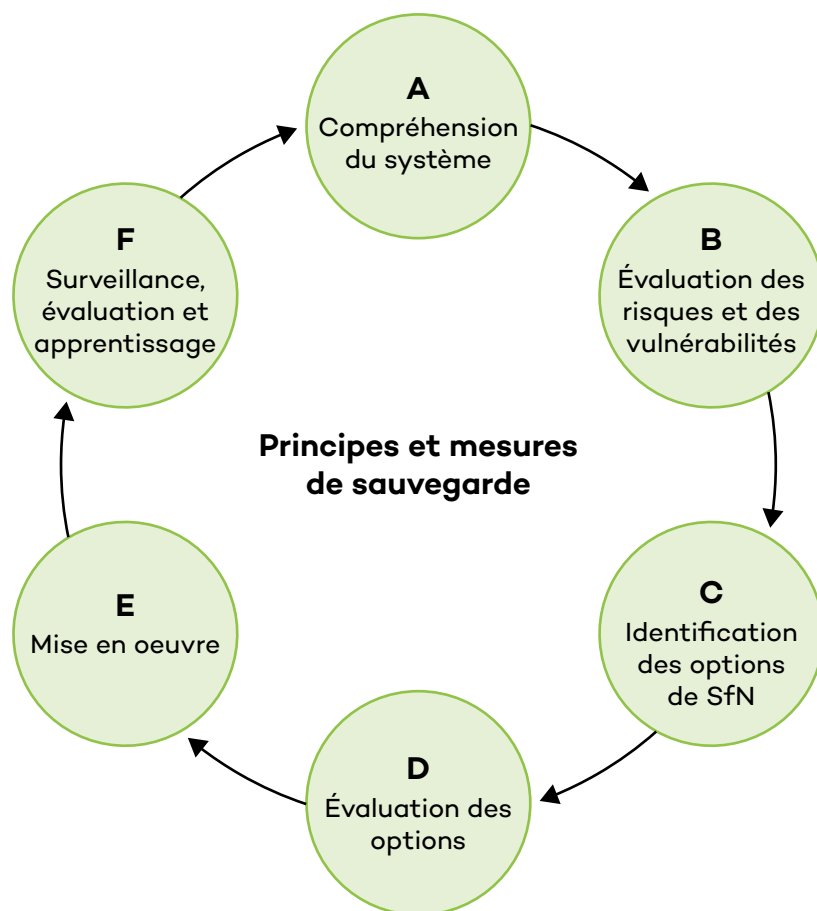 A
Compréhension
du système
B
Évaluation des
risques et des
vulnérabilités
C
Identification
des options
de SfN
D
Évaluation des
options
E
Mise en oeuvre
F
Surveillance,
évaluation et
apprentissage
Principes et mesures
de sauvegarde